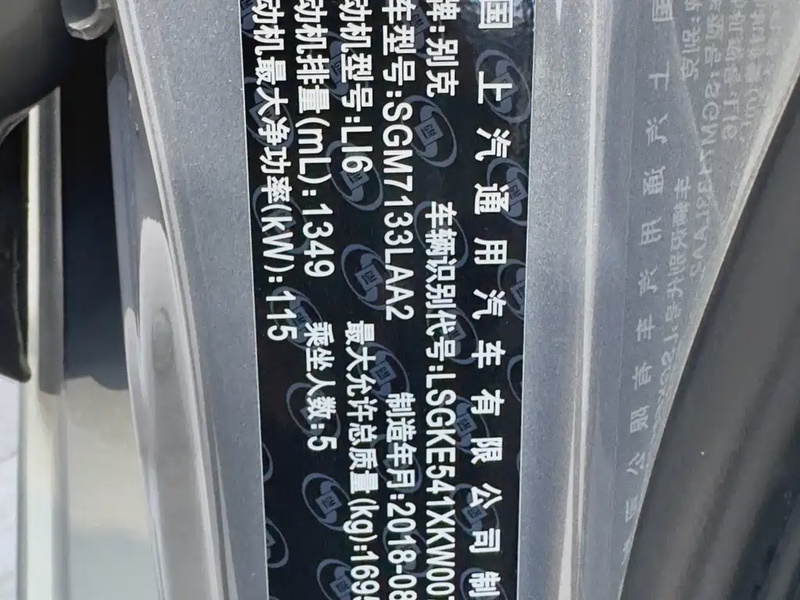 国上汽通用汽车有限公司制
牌:别克 车辆识别代号:LSGKE541XKW007
车型号:SGM7133LAA2 制造年月:2018-08
动机型号:LI6 最大允许总质量(kg):1695
动机排量(mL):1349 乘坐人数:5
动机最大净功率(kW):115